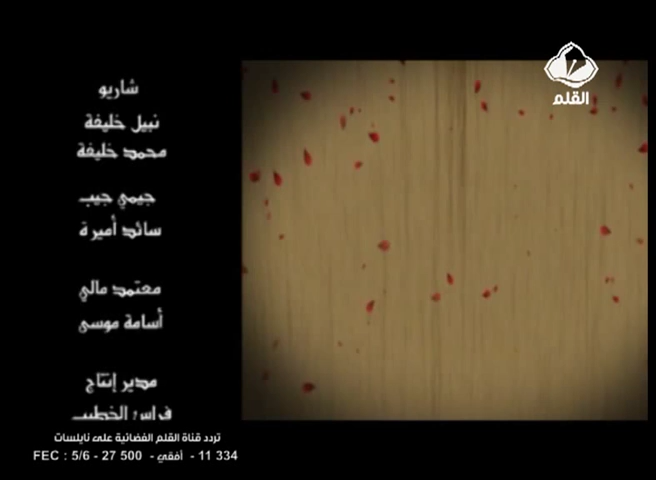 القلم
شاريو
نبيل خليفة
محمد خليفة
جيمي جيب
سائد أميرة
معتمد مالي
أسامة موسى
مدير إنتاج
فراس الخطيب
تردد قناة القلم الفضائية على نايلسات
FEC : 5/6 - 27 500 - أفقي - 11 334